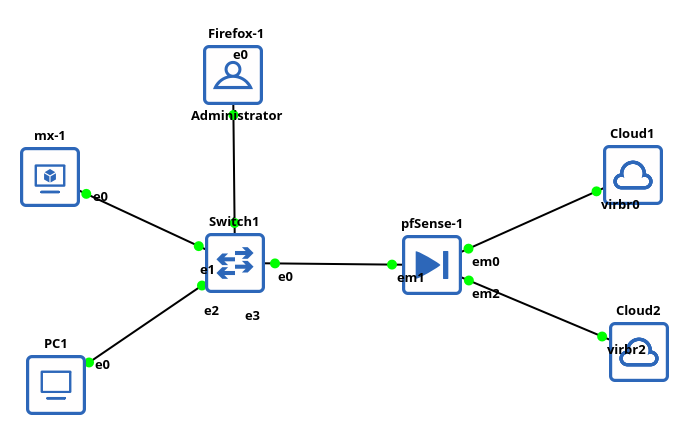 Firefox-1
e0
Administrator
mx-1
e0
Cloud1
virbr0
Switch1
e1
e0
e2
e3
pfSense-1
em1
em0
em2
Cloud2
virbr2
PC1
e0